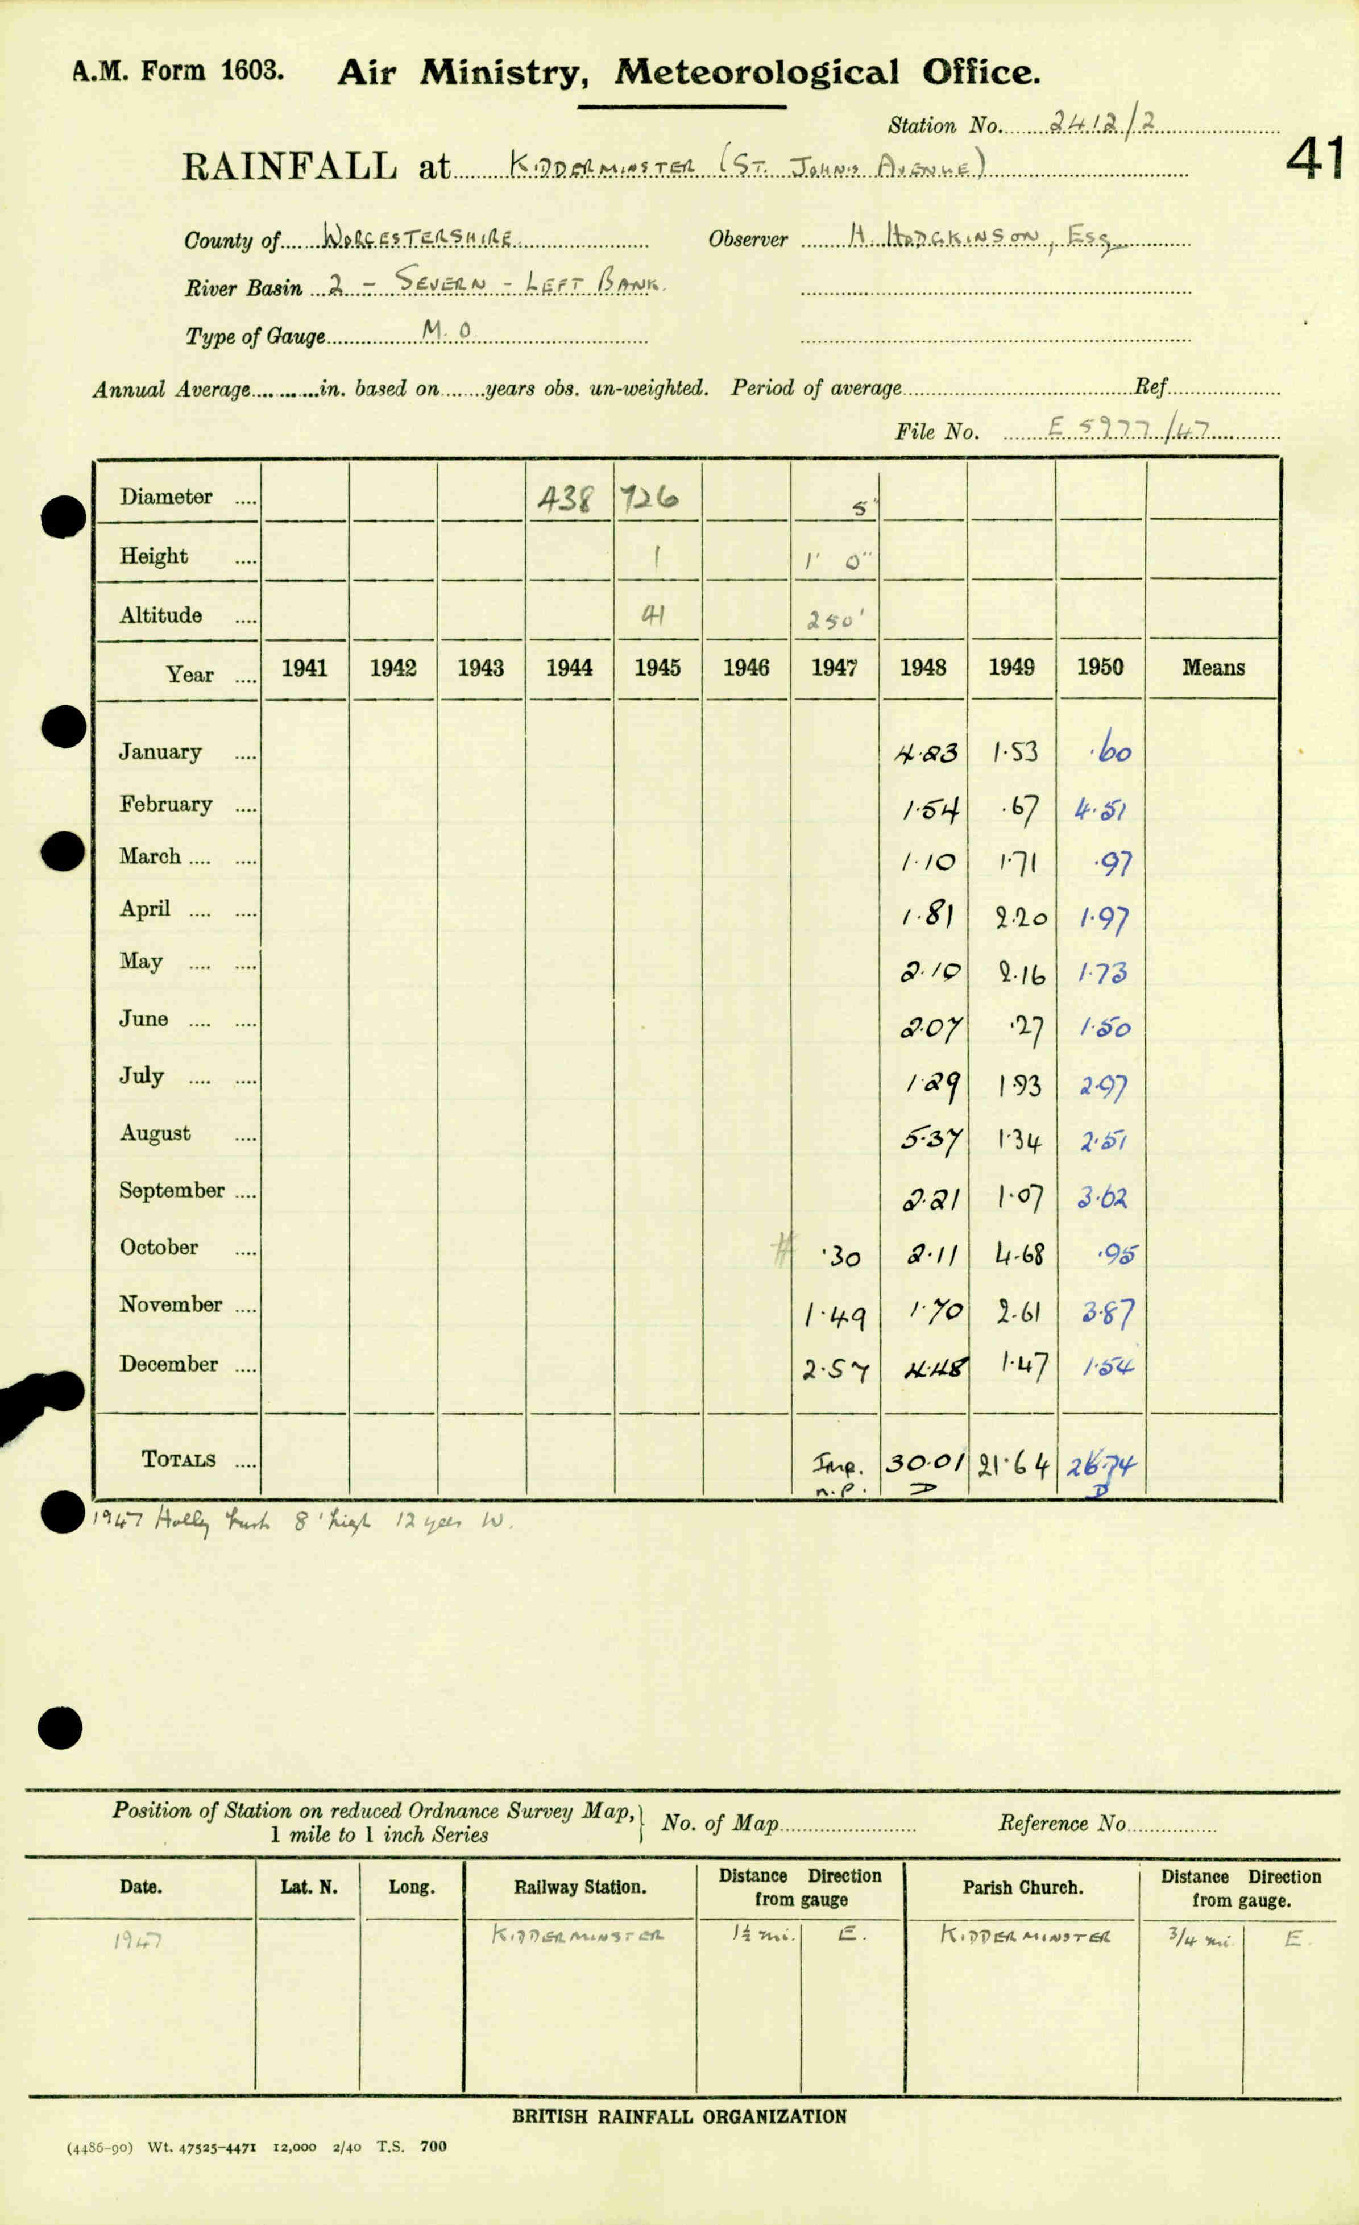 A.M. Form 1603. Air Ministry, Meteorological Office.
Station No. 2412/2
41
RAINFALL at KIDDERMINSTER (ST. JOHNS AVENUE)
County of WORCESTERSHIRE Observer H. HODGKINSON, ESQ
River Basin 2 - SEVERN - LEFT BANK.
Type of Gauge M.O
Annual Average in. based on years obs. un-weighted. Period of average Ref
File No. E 5977/47
Diameter 438 726 5"
Height 1 1' 0"
Altitude 41 250'
Year 1941 1942 1943 1944 1945 1946 1947 1948 1949 1950 Means
January 4.23 1.53 .60
February 1.54 .67 4.51
March 1.10 1.71 .97
April 1.81 2.20 1.97
May 2.10 2.16 1.73
June 2.07 .27 1.50
July 1.29 1.93 2.97
August 5.37 1.34 2.51
September 2.21 1.07 3.62
October # .30 2.11 4.68 .95
November 1.49 1.70 2.61 3.87
December 2.57 4.48 1.47 1.54
TOTALS Imp. 30.01 21.64 26.74
n.p. D D
1947 Holly bush 8' high 12 yds W.
Position of Station on reduced Ordnance Survey Map, 1 mile to 1 inch Series } No. of Map Reference No
Date. Lat. N. Long. Railway Station. Distance Direction from gauge Parish Church. Distance Direction from gauge.
1947 KIDDERMINSTER 1½ mi. E. KIDDERMINSTER 3/4 mi. E.
BRITISH RAINFALL ORGANIZATION
(4486-90) Wt. 47525-4471 12,000 2/40 T.S. 700